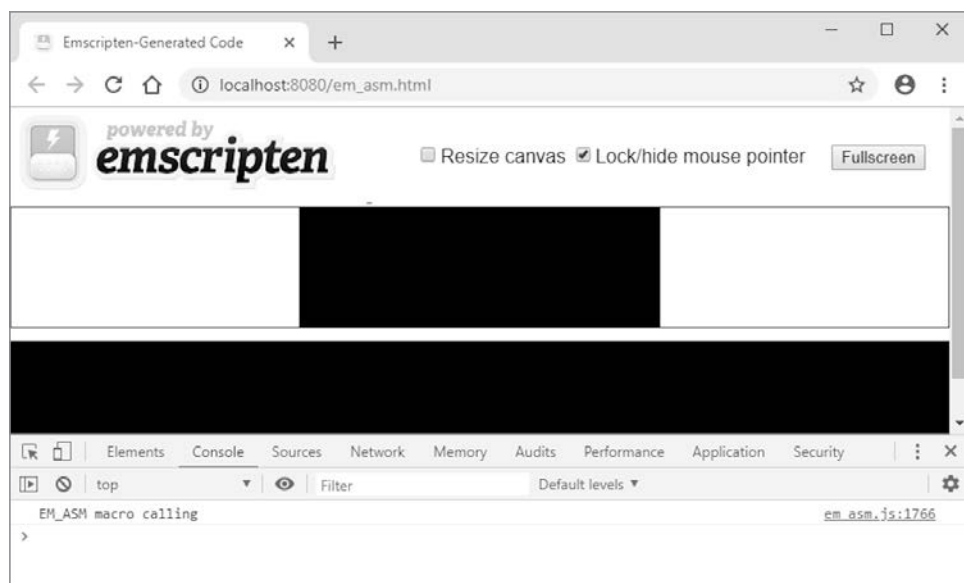 Emscripten-Generated Code
localhost:8080/em_asm.html
powered by
emscripten
Resize canvas Lock/hide mouse pointer Fullscreen
Elements Console Sources Network Memory Audits Performance Application Security
top Filter Default levels
EM_ASM macro calling em_asm.js:1766